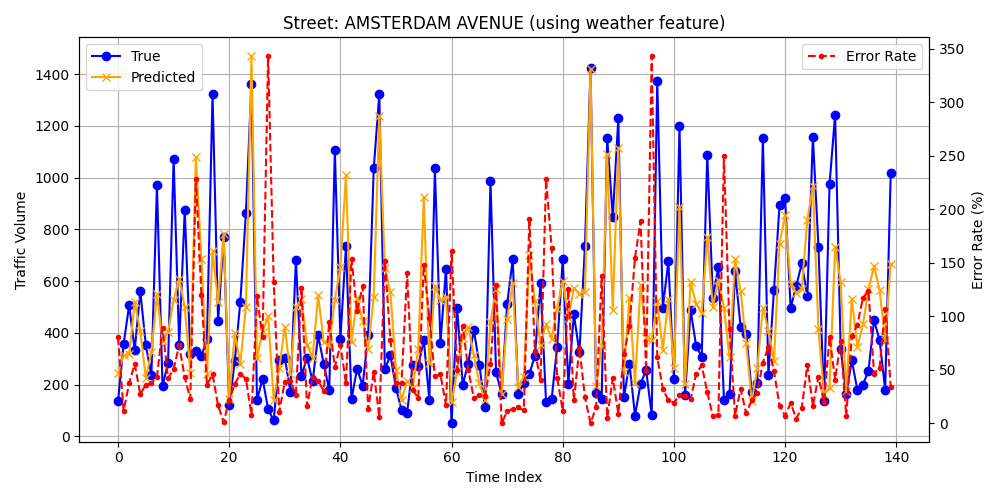 Street: AMSTERDAM AVENUE (using weather feature)
True
Predicted
Error Rate
Traffic Volume
1400
1200
1000
800
600
400
200
0
350
300
250
200
150
100
50
0
Error Rate (%)
0 20 40 60 80 100 120 140
Time Index